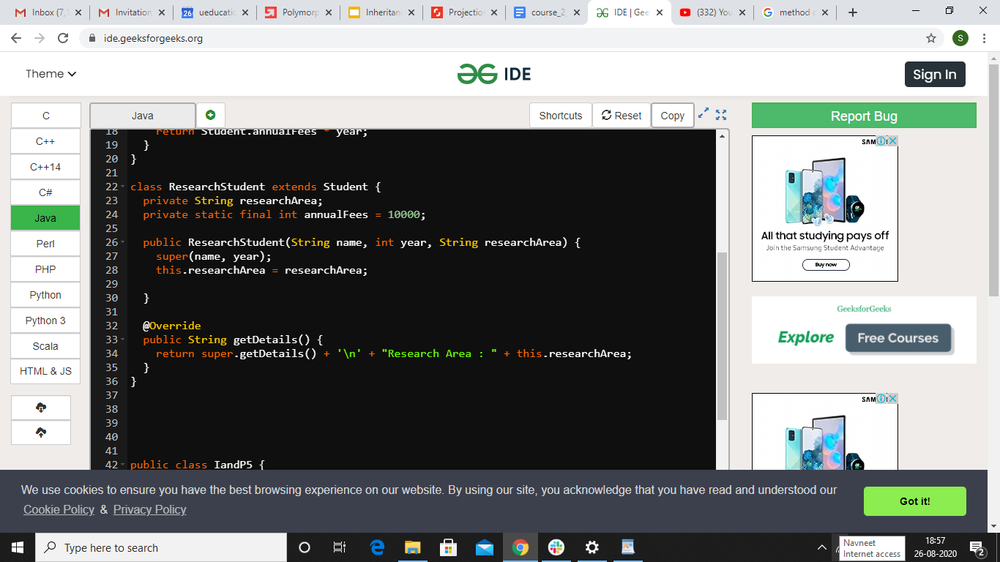 Inbox (7,1
Invitation
26
ueducatic
Polymorp
Inheritan
Projectio
course_2_
IDE | Gee
(332) You
method o
ide.geeksforgeeks.org
S
Theme
IDE
Sign In
C
C++
C++14
C#
Java
Perl
PHP
Python
Python 3
Scala
HTML & JS
Java
Shortcuts
Reset
Copy
18 return Student.annualFees * year;
19 }
20 }
21
22 class ResearchStudent extends Student {
23 private String researchArea;
24 private static final int annualFees = 10000;
25
26 public ResearchStudent(String name, int year, String researchArea) {
27 super(name, year);
28 this.researchArea = researchArea;
29
30 }
31
32 @Override
33 public String getDetails() {
34 return super.getDetails() + '\n' + "Research Area : " + this.researchArea;
35 }
36 }
37
38
39
40
41
42 public class IandP5 {
Report Bug
All that studying pays off
Join the Samsung Student Advantage
Buy now
GeeksforGeeks
Explore
Free Courses
We use cookies to ensure you have the best browsing experience on our website. By using our site, you acknowledge that you have read and understood our
Cookie Policy & Privacy Policy
Got it!
Type here to search
Navneet
Internet access
18:57
26-08-2020
2